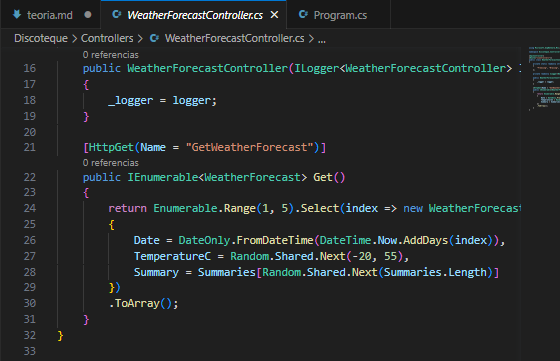 teoria.md WeatherForecastController.cs Program.cs
Discoteque > Controllers > WeatherForecastController.cs > ...
0 referencias
16 public WeatherForecastController(ILogger<WeatherForecastController>
17 {
18 _logger = logger;
19 }
20
21 [HttpGet(Name = "GetWeatherForecast")]
0 referencias
22 public IEnumerable<WeatherForecast> Get()
23 {
24 return Enumerable.Range(1, 5).Select(index => new WeatherForecast
25 {
26 Date = DateOnly.FromDateTime(DateTime.Now.AddDays(index)),
27 TemperatureC = Random.Shared.Next(-20, 55),
28 Summary = Summaries[Random.Shared.Next(Summaries.Length)]
29 })
30 .ToArray();
31 }
32 }
33